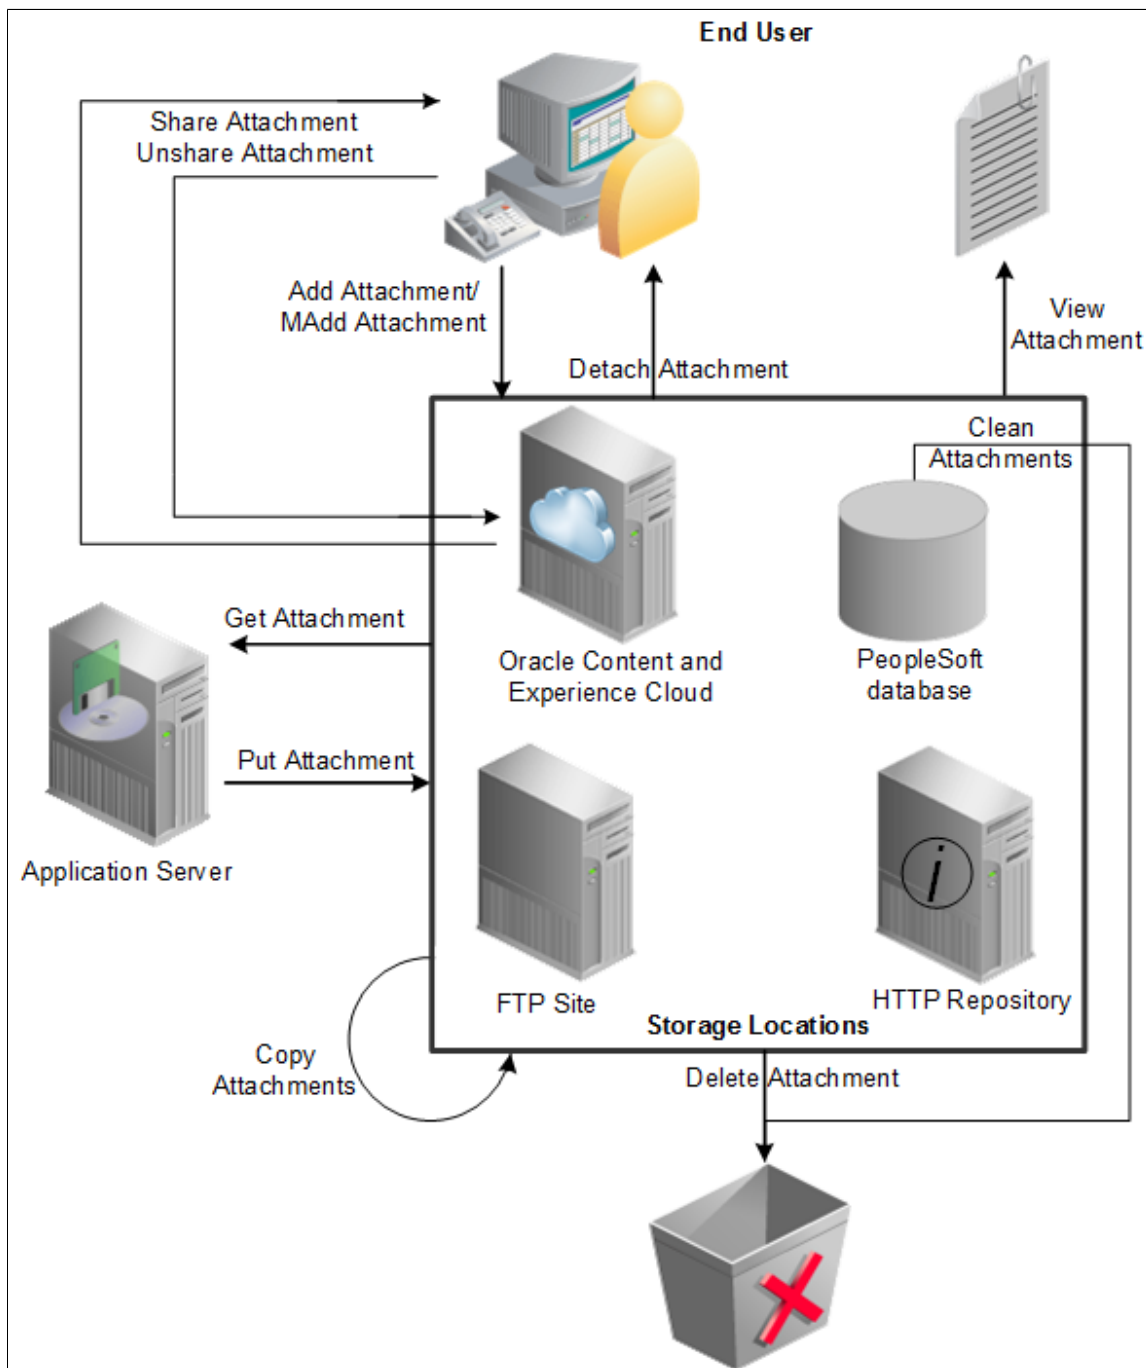 End User
Share Attachment
Unshare Attachment
Add Attachment/
MAdd Attachment
Detach Attachment
View
Attachment
Clean
Attachments
Get Attachment
Oracle Content and
Experience Cloud
PeopleSoft
database
Put Attachment
Application Server
i
FTP Site
HTTP Repository
Storage Locations
Copy
Attachments
Delete Attachment